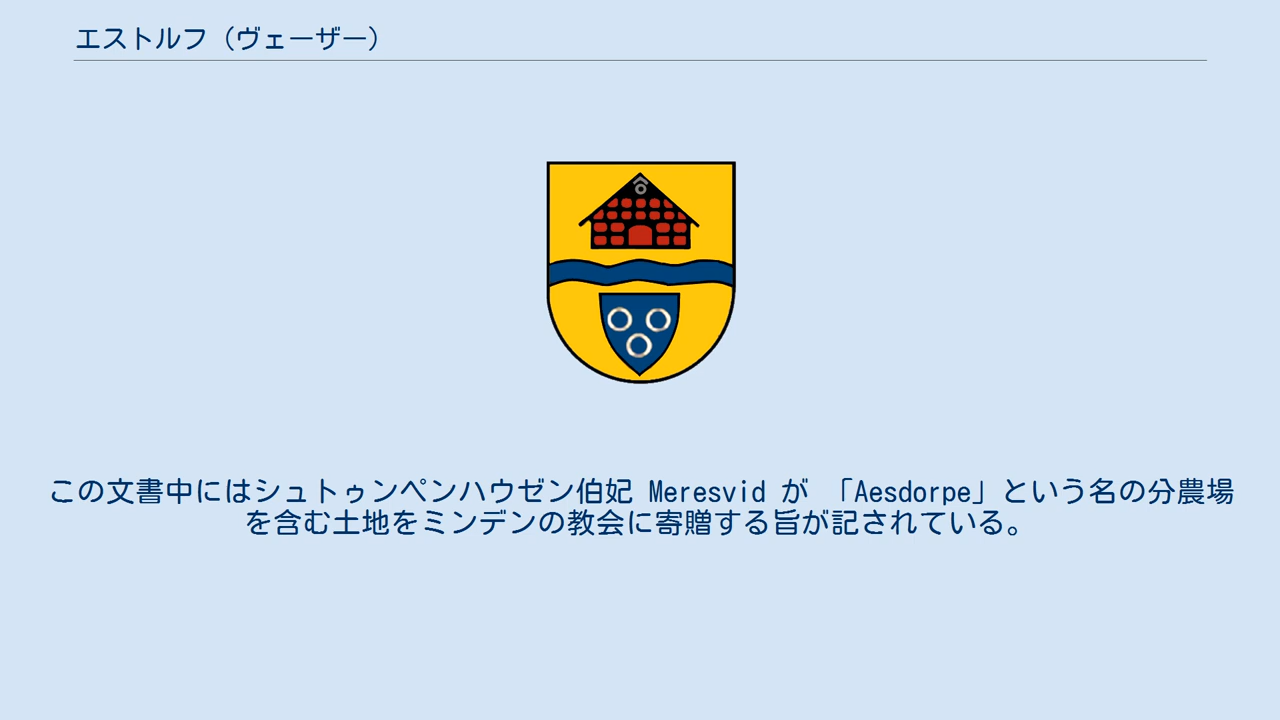 エストルフ（ヴェーザー）
この文書中にはシュトゥンペンハウゼン伯妃 Meresvid が 「Aesdorpe」という名の分農場
を含む土地をミンデンの教会に寄贈する旨が記されている。